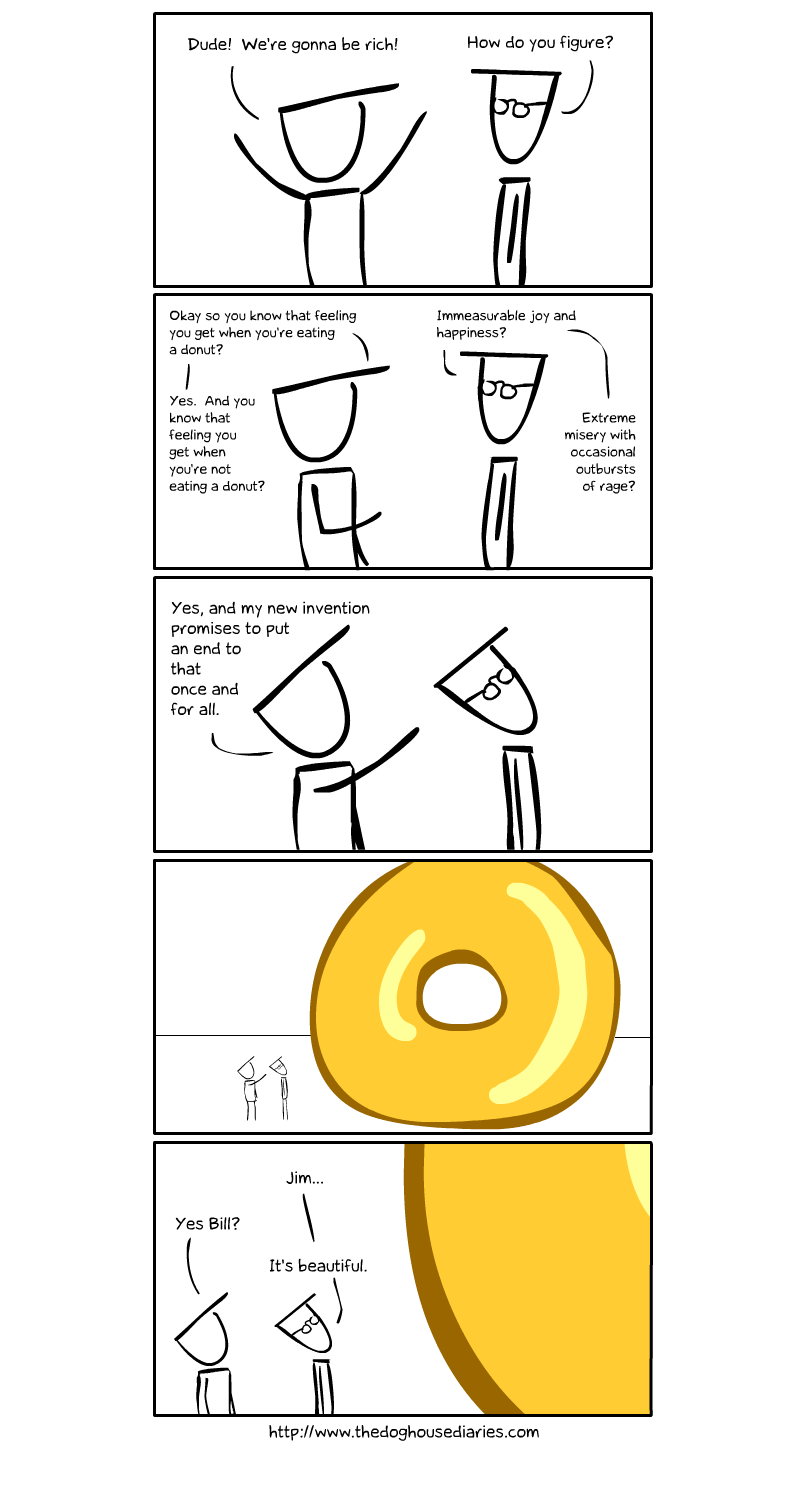 Dude! We're gonna be rich!
How do you figure?
Okay so you know that feeling
you get when you're eating
a donut?
Immeasurable joy and
happiness?
Yes. And you
know that
feeling you
get when
you're not
eating a donut?
Extreme
misery with
occasional
outbursts
of rage?
Yes, and my new invention
promises to put
an end to
that
once and
for all.
Jim...
Yes Bill?
It's beautiful.
http://www.thedoghousediaries.com